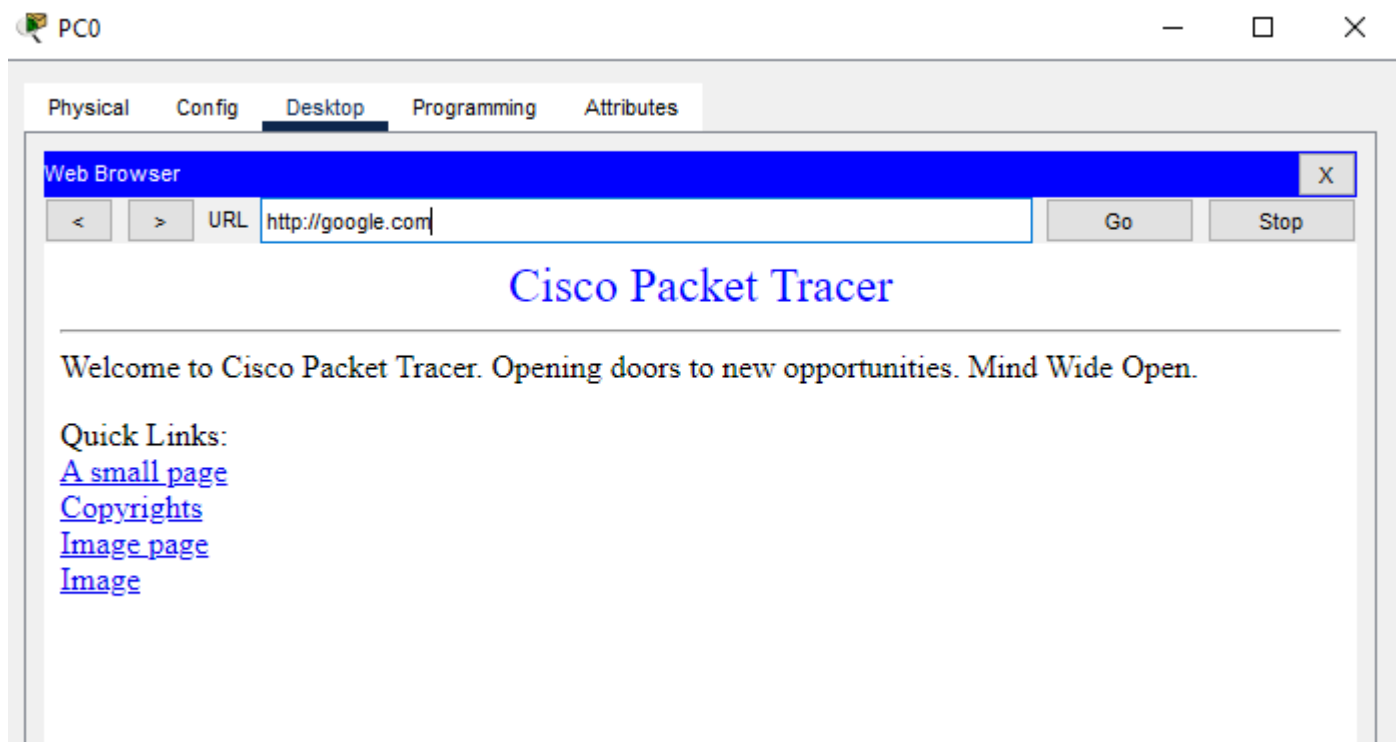 PC0
Physical Config Desktop Programming Attributes
Web Browser X
< > URL http://google.com Go Stop
Cisco Packet Tracer
Welcome to Cisco Packet Tracer. Opening doors to new opportunities. Mind Wide Open.
Quick Links:
A small page
Copyrights
Image page
Image